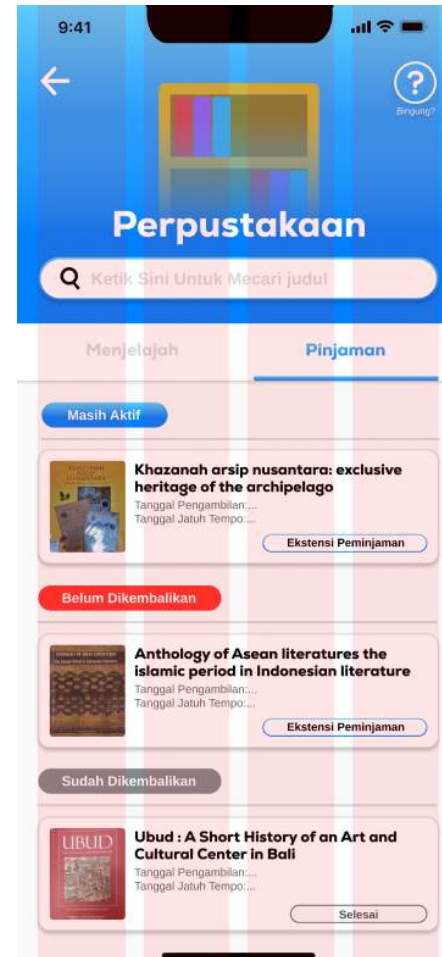 9:41
Bingung?
Perpustakaan
Ketik Sini Untuk Mecari judul
Menjelajah
Pinjaman
Masih Aktif
Khazanah arsip nusantara: exclusive
heritage of the archipelago
Tanggal Pengambilan:...
Tanggal Jatuh Tempo:...
Ekstensi Peminjaman
Belum Dikembalikan
Anthology of Asean literatures the
islamic period in Indonesian literature
Tanggal Pengambilan:...
Tanggal Jatuh Tempo:...
Ekstensi Peminjaman
Sudah Dikembalikan
UBUD
Ubud : A Short History of an Art and
Cultural Center in Bali
Tanggal Pengambilan:...
Tanggal Jatuh Tempo:...
Selesai